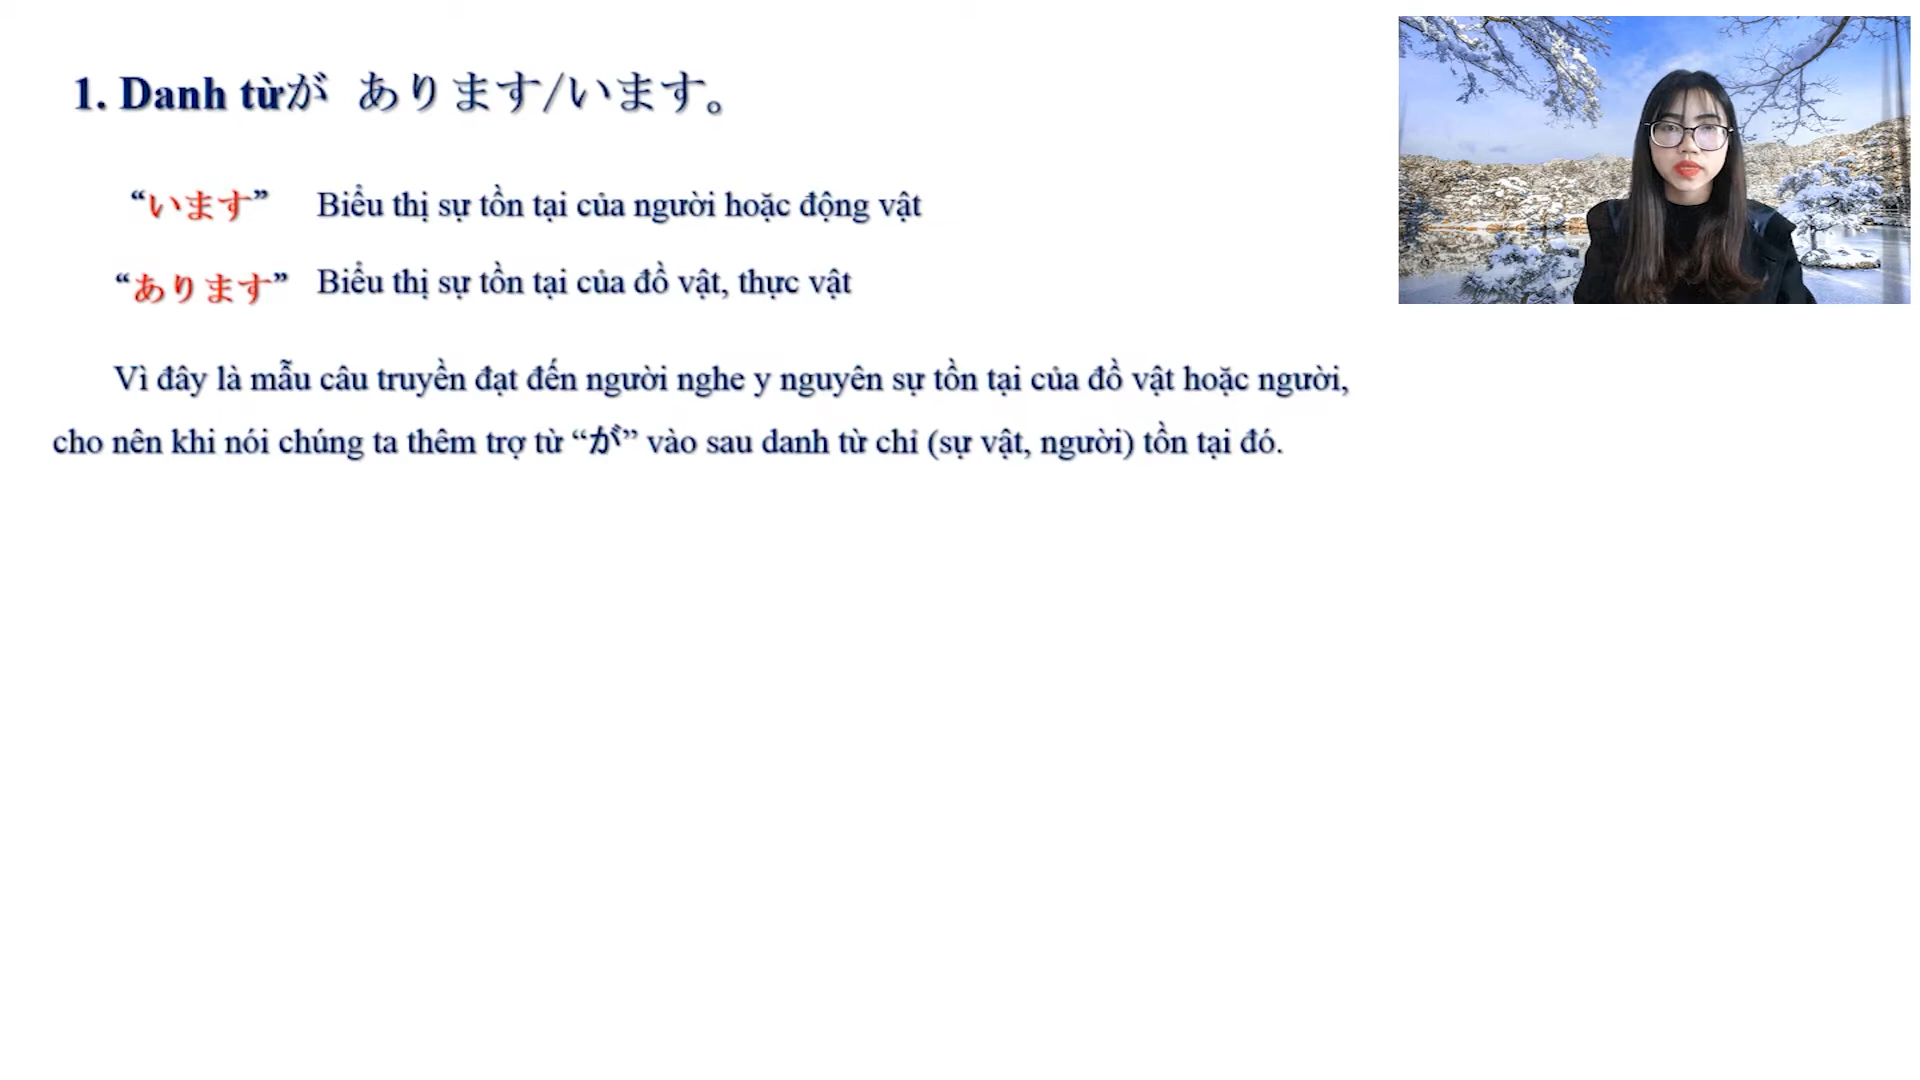 1. Danh từが あります/います。
“います” Biểu thị sự tồn tại của người hoặc động vật
“あります” Biểu thị sự tồn tại của đồ vật, thực vật
Vì đây là mẫu câu truyền đạt đến người nghe y nguyên sự tồn tại của đồ vật hoặc người,
cho nên khi nói chúng ta thêm trợ từ “が” vào sau danh từ chỉ (sự vật, người) tồn tại đó.